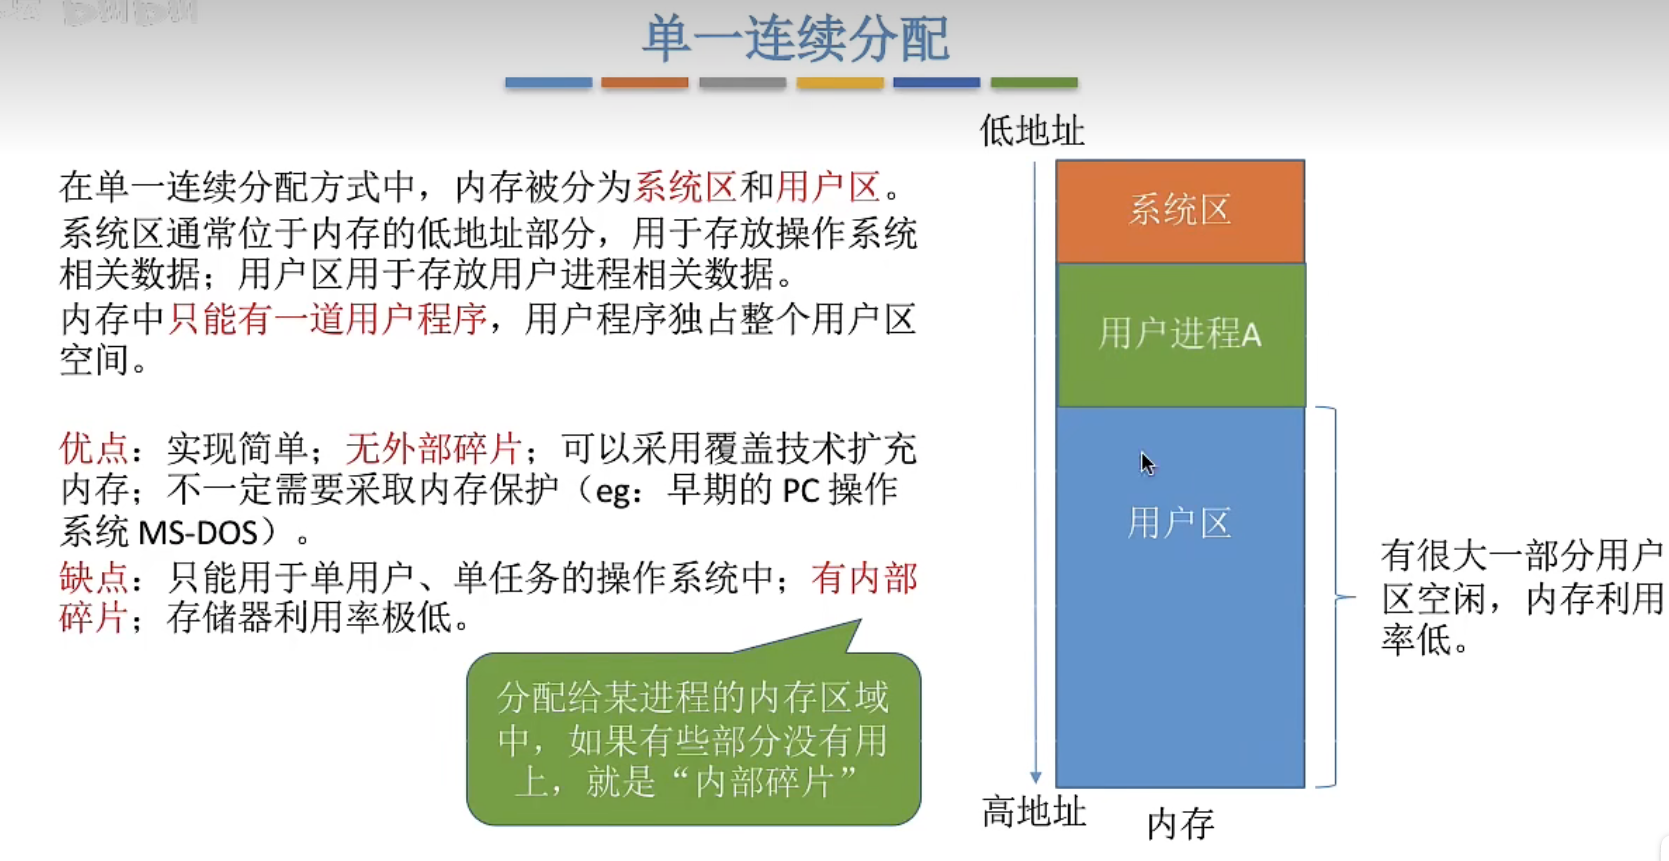 单一连续分配
在单一连续分配方式中，内存被分为系统区和用户区。
系统区通常位于内存的低地址部分，用于存放操作系统
相关数据；用户区用于存放用户进程相关数据。
内存中只能有一道用户程序，用户程序独占整个用户区
空间。
优点：实现简单；无外部碎片；可以采用覆盖技术扩充
内存；不一定需要采取内存保护（eg：早期的 PC 操作
系统 MS-DOS）。
缺点：只能用于单用户、单任务的操作系统中；有内部
碎片；存储器利用率极低。
分配给某进程的内存区域
中，如果有些部分没有用
上，就是“内部碎片”
低地址
系统区
用户进程A
用户区
高地址
内存
有很大一部分用户
区空闲，内存利用
率低。